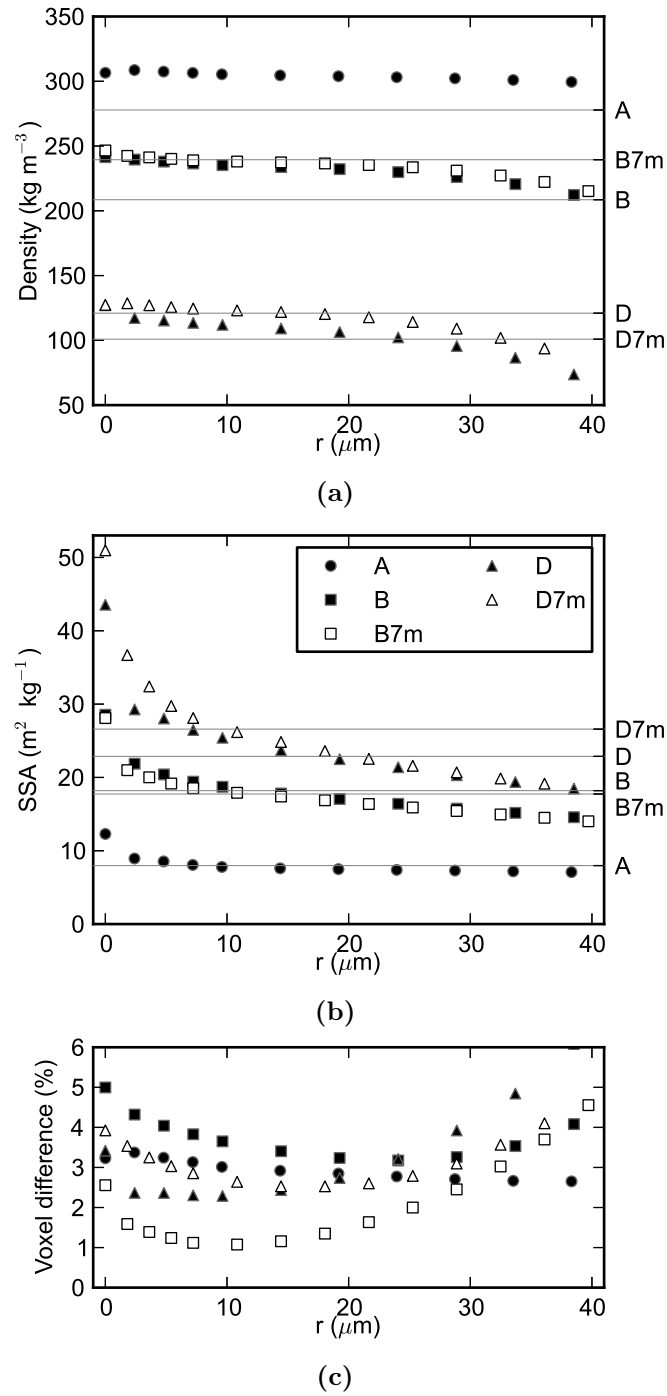 350
300
250
200
150
100
50
Density (kg m⁻³)
A
B7m
B
D
D7m
0 10 20 30 40
r (μm)
(a)
50
40
30
20
10
0
SSA (m² kg⁻¹)
A D
B D7m
B7m
D7m
D
B
B7m
A
0 10 20 30 40
r (μm)
(b)
6
5
4
3
2
1
0
Voxel difference (%)
0 10 20 30 40
r (μm)
(c)